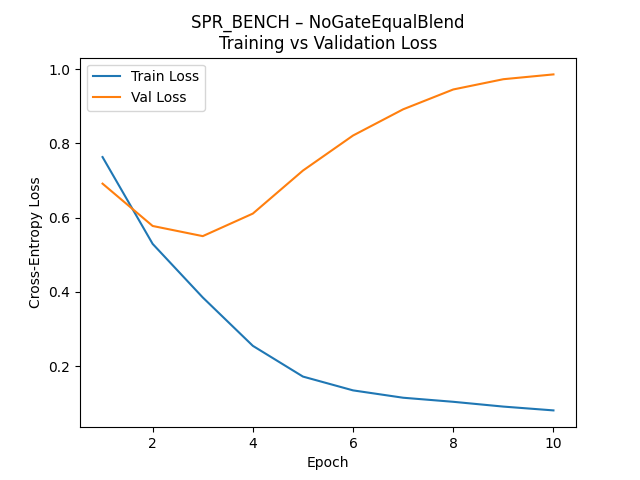 SPR_BENCH – NoGateEqualBlend
Training vs Validation Loss
Train Loss
Val Loss
Cross-Entropy Loss
1.0
0.8
0.6
0.4
0.2
2
4
6
8
10
Epoch